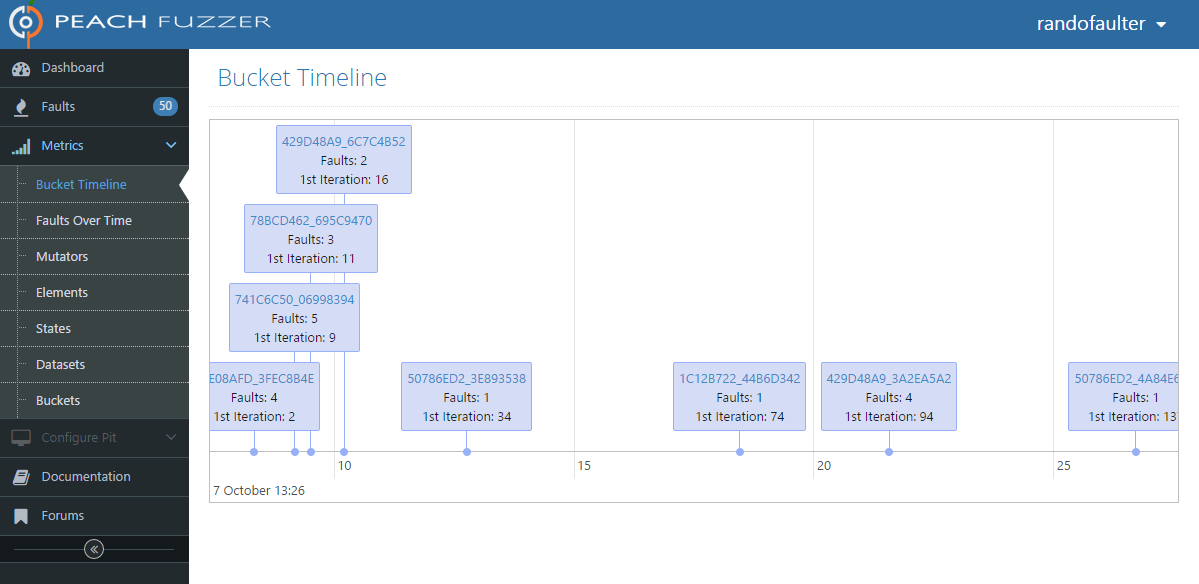 PEACH FUZZER
randofaulter
Dashboard
Faults 50
Metrics
Bucket Timeline
Faults Over Time
Mutators
Elements
States
Datasets
Buckets
Configure Pit
Documentation
Forums
Bucket Timeline
429D48A9_6C7C4B52
Faults: 2
1st Iteration: 16
78BCD462_695C9470
Faults: 3
1st Iteration: 11
741C6C50_06998394
Faults: 5
1st Iteration: 9
E08AFD_3FEC8B4E
Faults: 4
1st Iteration: 2
50786ED2_3E893538
Faults: 1
1st Iteration: 34
1C12B722_44B6D342
Faults: 1
1st Iteration: 74
429D48A9_3A2EA5A2
Faults: 4
1st Iteration: 94
50786ED2_4A84E6
Faults: 1
1st Iteration: 13
10
15
20
25
7 October 13:26